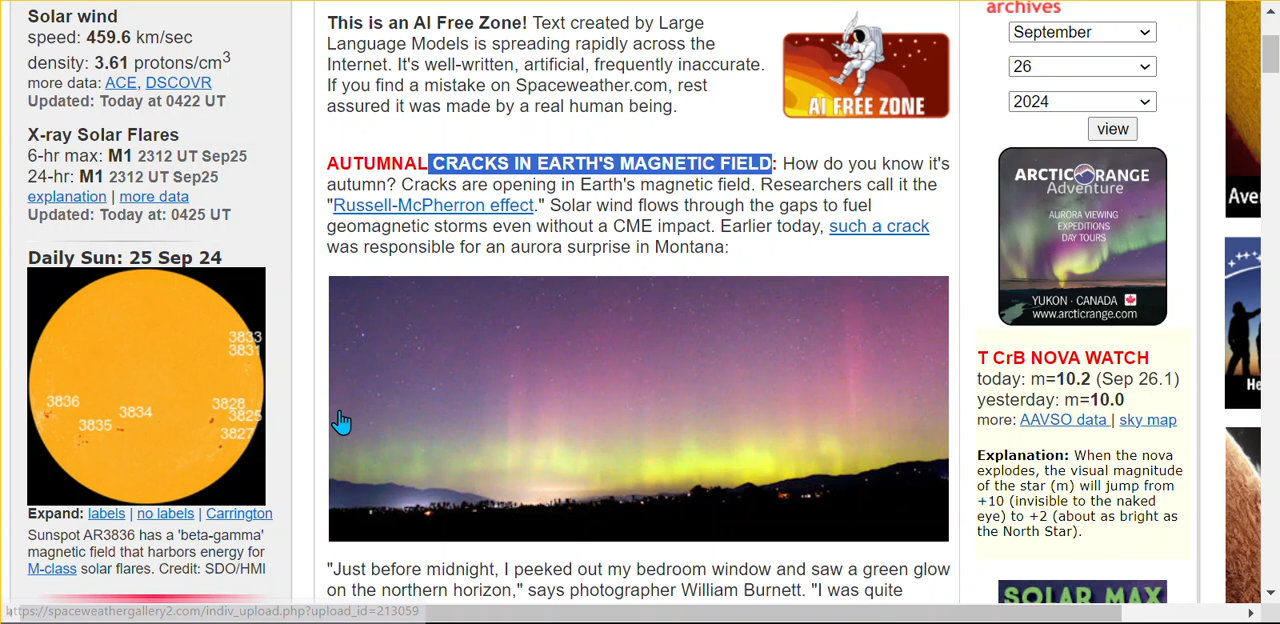 Solar wind
speed: 459.6 km/sec
density: 3.61 protons/cm3
more data: ACE, DSCOVR
Updated: Today at 0422 UT
X-ray Solar Flares
6-hr max: M1 2312 UT Sep25
24-hr: M1 2312 UT Sep25
explanation | more data
Updated: Today at: 0425 UT
Daily Sun: 25 Sep 24
3833
3831
3836
3834
3828
3825
3835
3827
Expand: labels | no labels | Carrington
Sunspot AR3836 has a 'beta-gamma'
magnetic field that harbors energy for
M-class solar flares. Credit: SDO/HMI
https://spaceweathergallery2.com/indiv_upload.php?upload_id=213059
This is an AI Free Zone! Text created by Large
Language Models is spreading rapidly across the
Internet. It's well-written, artificial, frequently inaccurate.
If you find a mistake on Spaceweather.com, rest
assured it was made by a real human being.
AI FREE ZONE
AUTUMNAL CRACKS IN EARTH'S MAGNETIC FIELD: How do you know it's
autumn? Cracks are opening in Earth's magnetic field. Researchers call it the
"Russell-McPherron effect." Solar wind flows through the gaps to fuel
geomagnetic storms even without a CME impact. Earlier today, such a crack
was responsible for an aurora surprise in Montana:
"Just before midnight, I peeked out my bedroom window and saw a green glow
on the northern horizon," says photographer William Burnett. "I was quite
archives
September
26
2024
view
ARCTIC RANGE
Adventure
AURORA VIEWING
EXPEDITIONS
DAY TOURS
YUKON · CANADA
www.arcticrange.com
T CrB NOVA WATCH
today: m=10.2 (Sep 26.1)
yesterday: m=10.0
more: AAVSO data | sky map
Explanation: When the nova
explodes, the visual magnitude
of the star (m) will jump from
+10 (invisible to the naked
eye) to +2 (about as bright as
the North Star).
SOLAR MAX
Ave
He